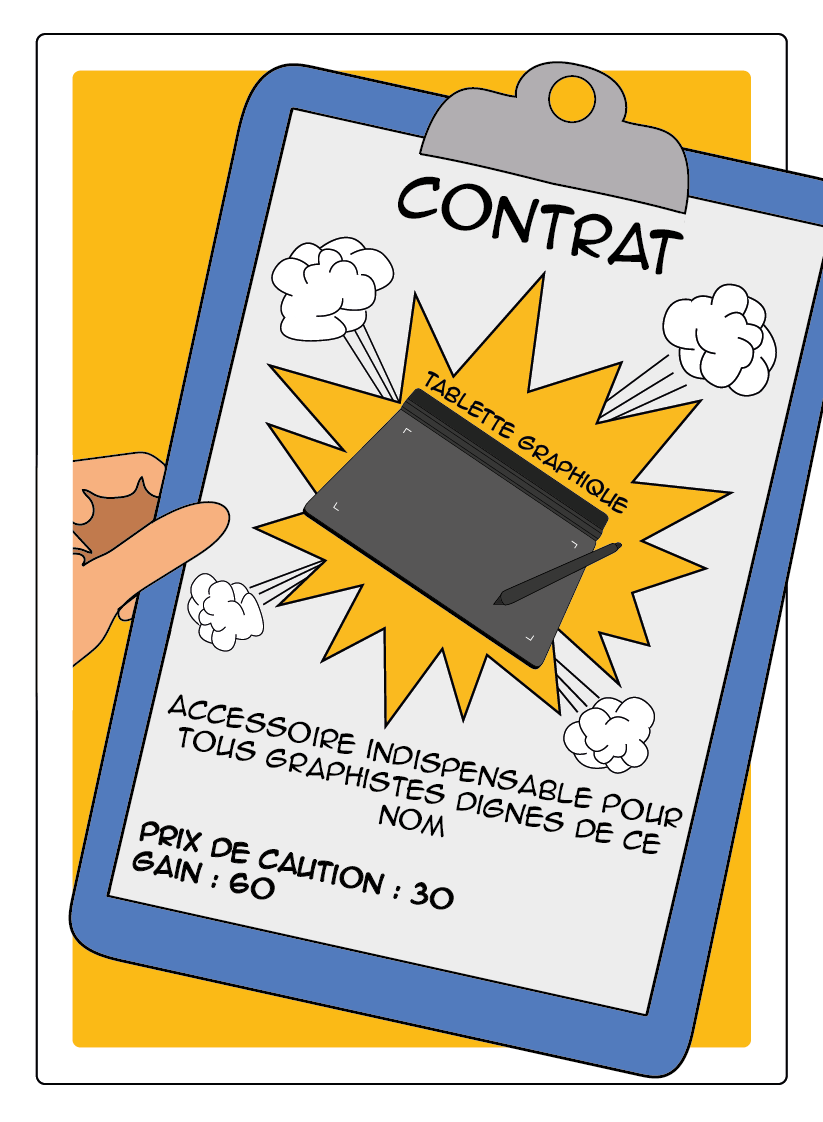 CONTRAT
TABLETTE GRAPHIQUE
ACCESSOIRE INDISPENSABLE POUR
TOUS GRAPHISTES DIGNES DE CE
NOM
PRIX DE CAUTION : 30
GAIN : 60